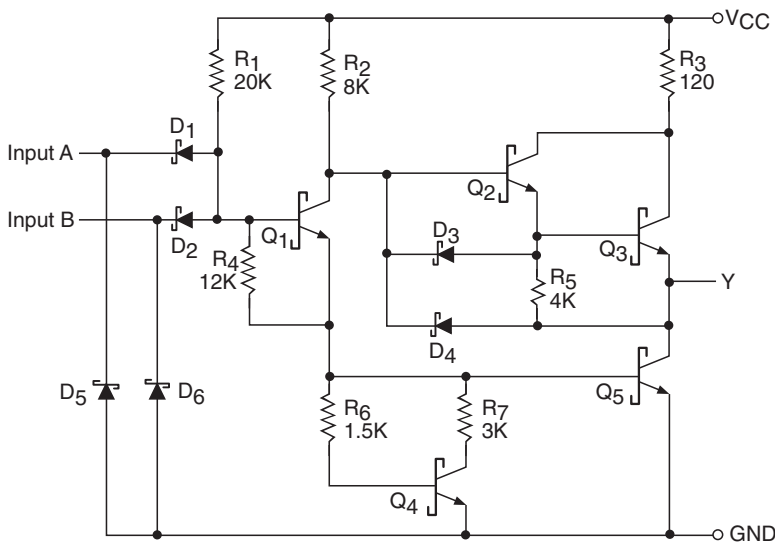 VCC
R1
20K
R2
8K
R3
120
D1
Input A
Q2
Input B
D2
Q1
D3
Q3
R4
12K
R5
4K
Y
D4
D5
D6
R6
1.5K
R7
3K
Q5
Q4
GND